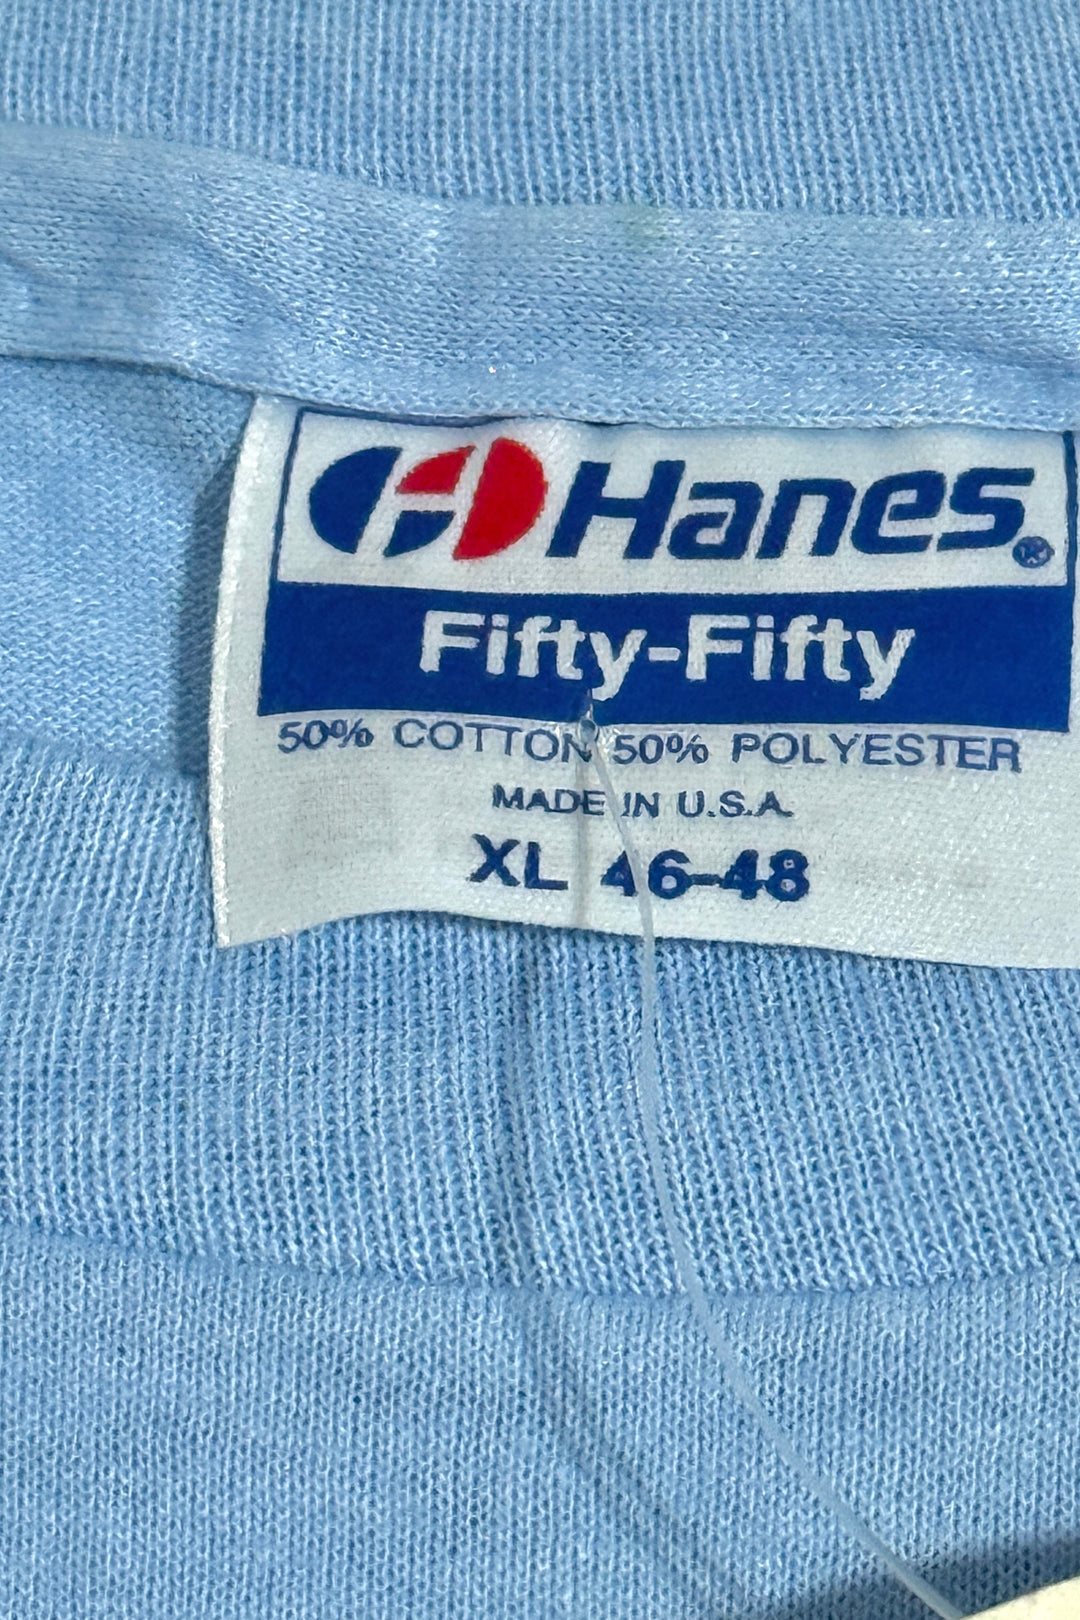 Hanes®
Fifty-Fifty
50% COTTON 50% POLYESTER
MADE IN U.S.A.
XL 46-48